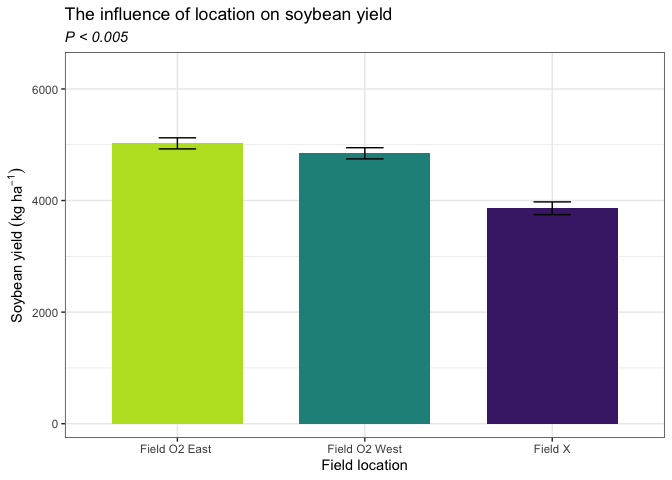 The influence of location on soybean yield
P < 0.005
Soybean yield (kg ha⁻¹)
6000
4000
2000
0
Field O2 East
Field O2 West
Field X
Field location